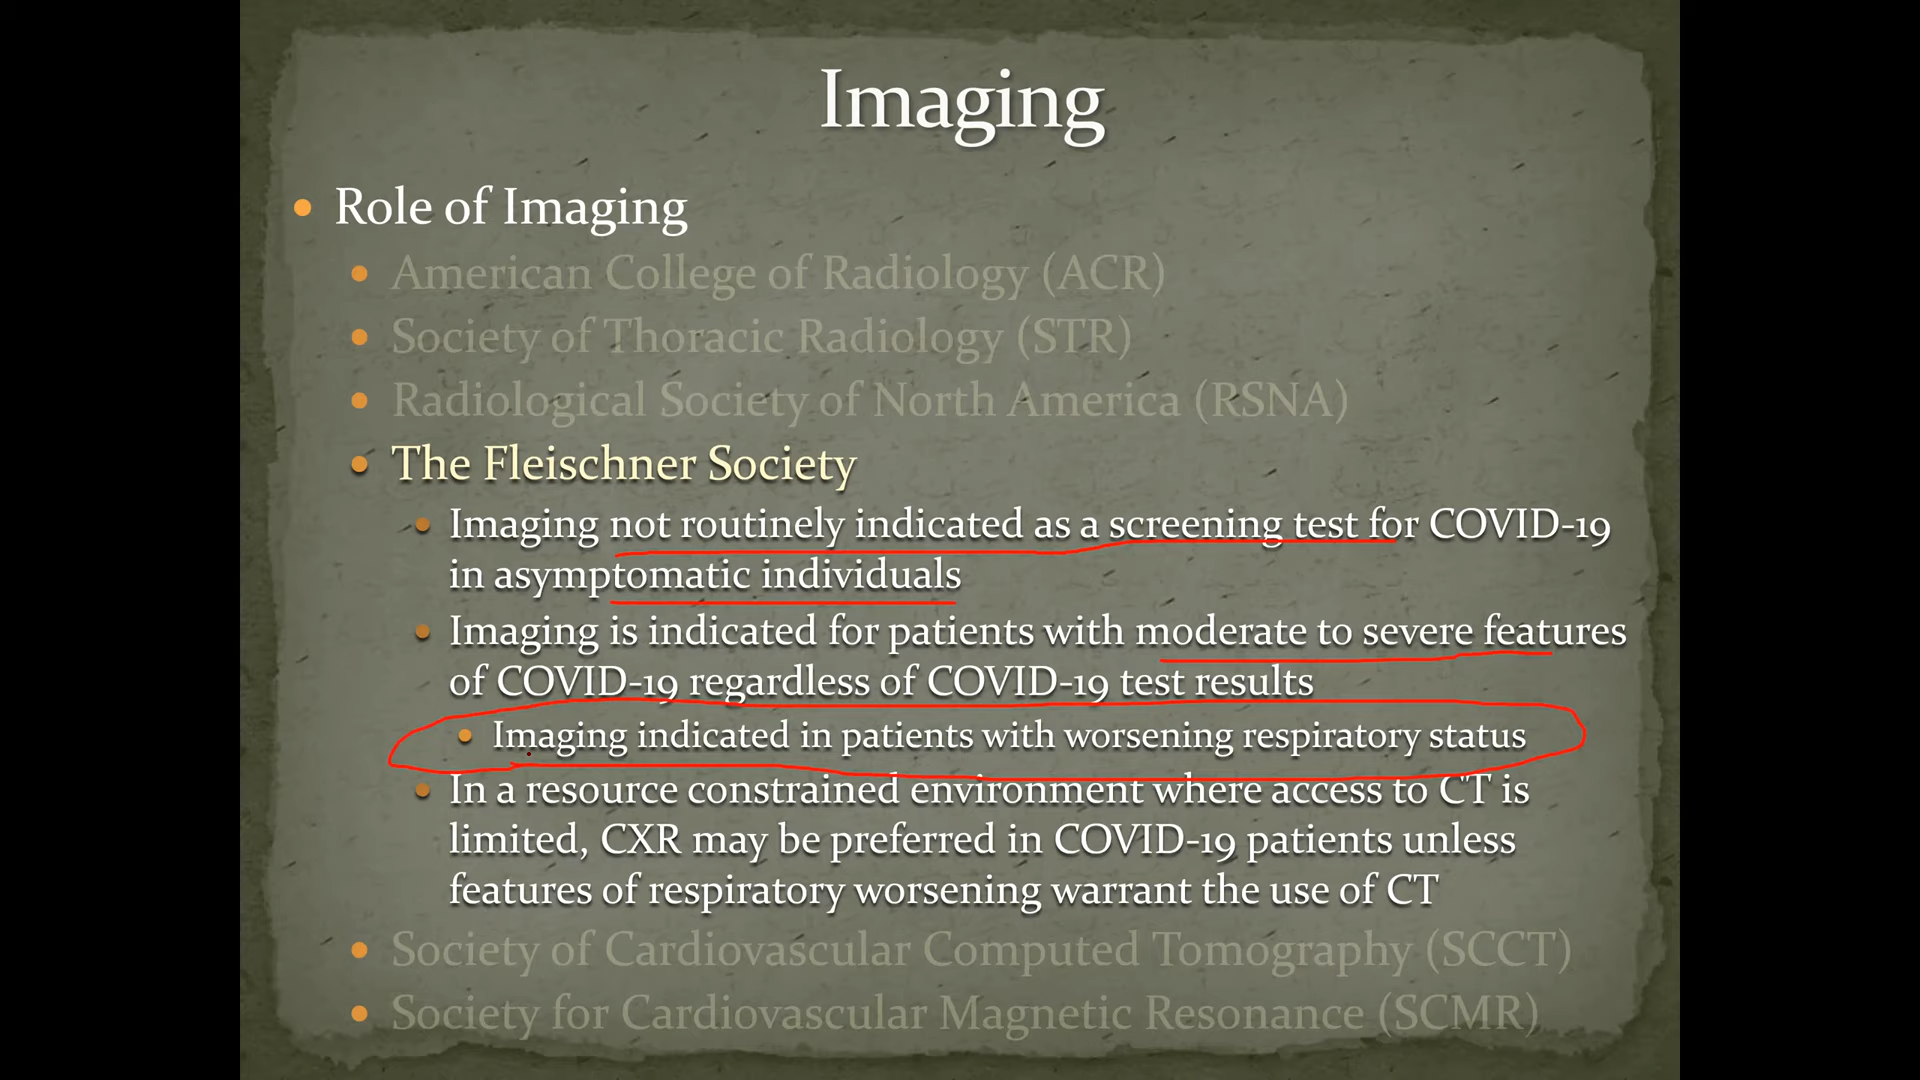 Imaging
Role of Imaging
American College of Radiology (ACR)
Society of Thoracic Radiology (STR)
Radiological Society of North America (RSNA)
The Fleischner Society
Imaging not routinely indicated as a screening test for COVID-19
in asymptomatic individuals
Imaging is indicated for patients with moderate to severe features
of COVID-19 regardless of COVID-19 test results
Imaging indicated in patients with worsening respiratory status
In a resource constrained environment where access to CT is
limited, CXR may be preferred in COVID-19 patients unless
features of respiratory worsening warrant the use of CT
Society of Cardiovascular Computed Tomography (SCCT)
Society for Cardiovascular Magnetic Resonance (SCMR)